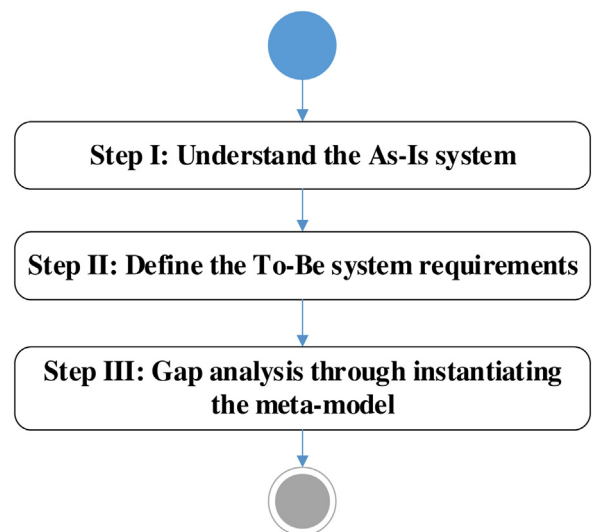 Step I: Understand the As-Is system
Step II: Define the To-Be system requirements
Step III: Gap analysis through instantiating
the meta-model